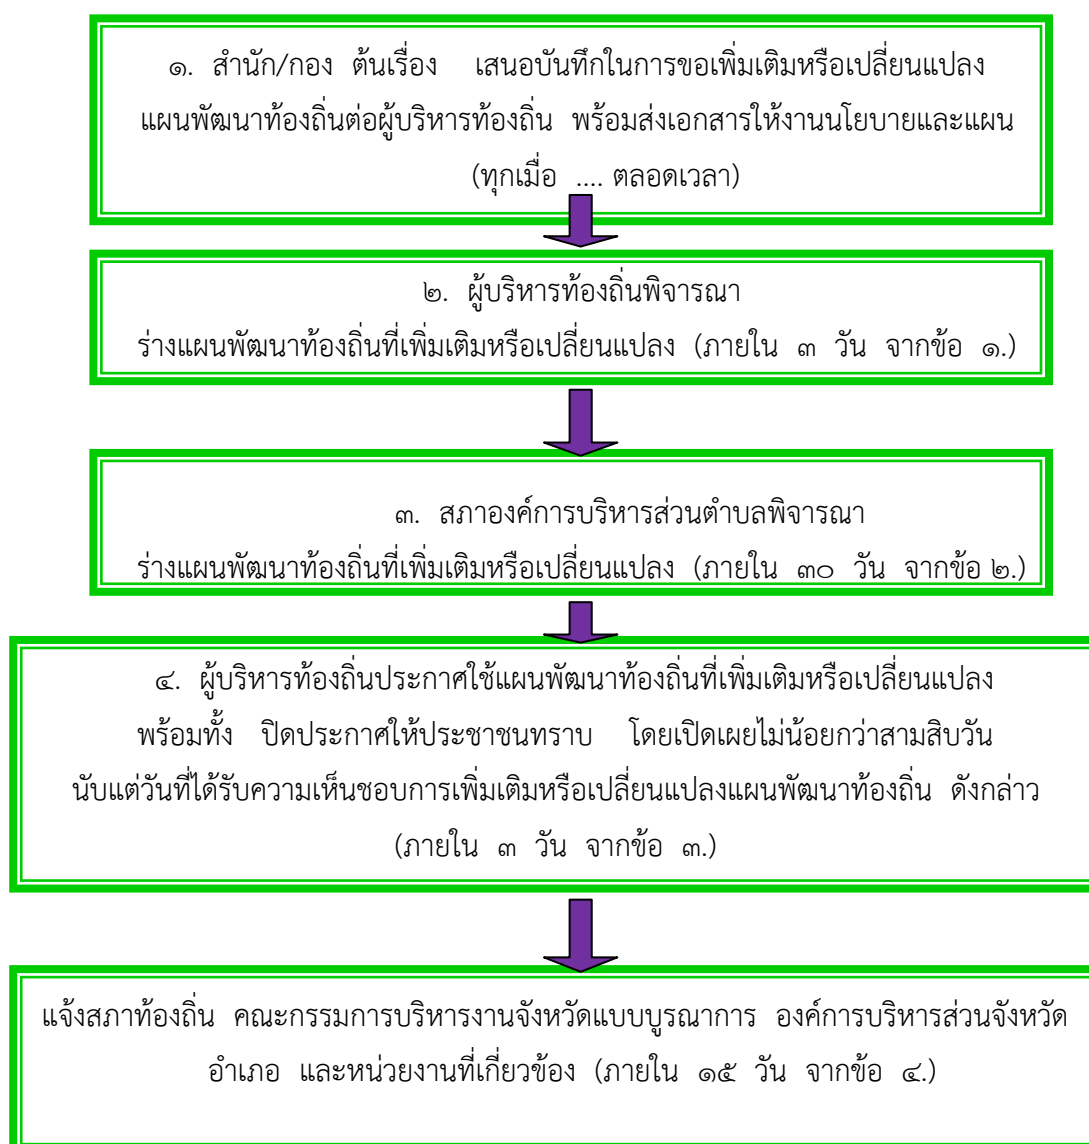 ๑. สำนัก/กอง ต้นเรื่อง เสนอบันทึกในการขอเพิ่มเติมหรือเปลี่ยนแปลง
แผนพัฒนาท้องถิ่นต่อผู้บริหารท้องถิ่น พร้อมส่งเอกสารให้งานนโยบายและแผน
(ทุกเมื่อ .... ตลอดเวลา)
๒. ผู้บริหารท้องถิ่นพิจารณา
ร่างแผนพัฒนาท้องถิ่นที่เพิ่มเติมหรือเปลี่ยนแปลง (ภายใน ๓ วัน จากข้อ ๑.)
๓. สภาองค์การบริหารส่วนตำบลพิจารณา
ร่างแผนพัฒนาท้องถิ่นที่เพิ่มเติมหรือเปลี่ยนแปลง (ภายใน ๓๐ วัน จากข้อ ๒.)
๔. ผู้บริหารท้องถิ่นประกาศใช้แผนพัฒนาท้องถิ่นที่เพิ่มเติมหรือเปลี่ยนแปลง
พร้อมทั้ง ปิดประกาศให้ประชาชนทราบ โดยเปิดเผยไม่น้อยกว่าสามสิบวัน
นับแต่วันที่ได้รับความเห็นชอบการเพิ่มเติมหรือเปลี่ยนแปลงแผนพัฒนาท้องถิ่น ดังกล่าว
(ภายใน ๓ วัน จากข้อ ๓.)
แจ้งสภาท้องถิ่น คณะกรรมการบริหารงานจังหวัดแบบบูรณาการ องค์การบริหารส่วนจังหวัด
อำเภอ และหน่วยงานที่เกี่ยวข้อง (ภายใน ๑๕ วัน จากข้อ ๔.)